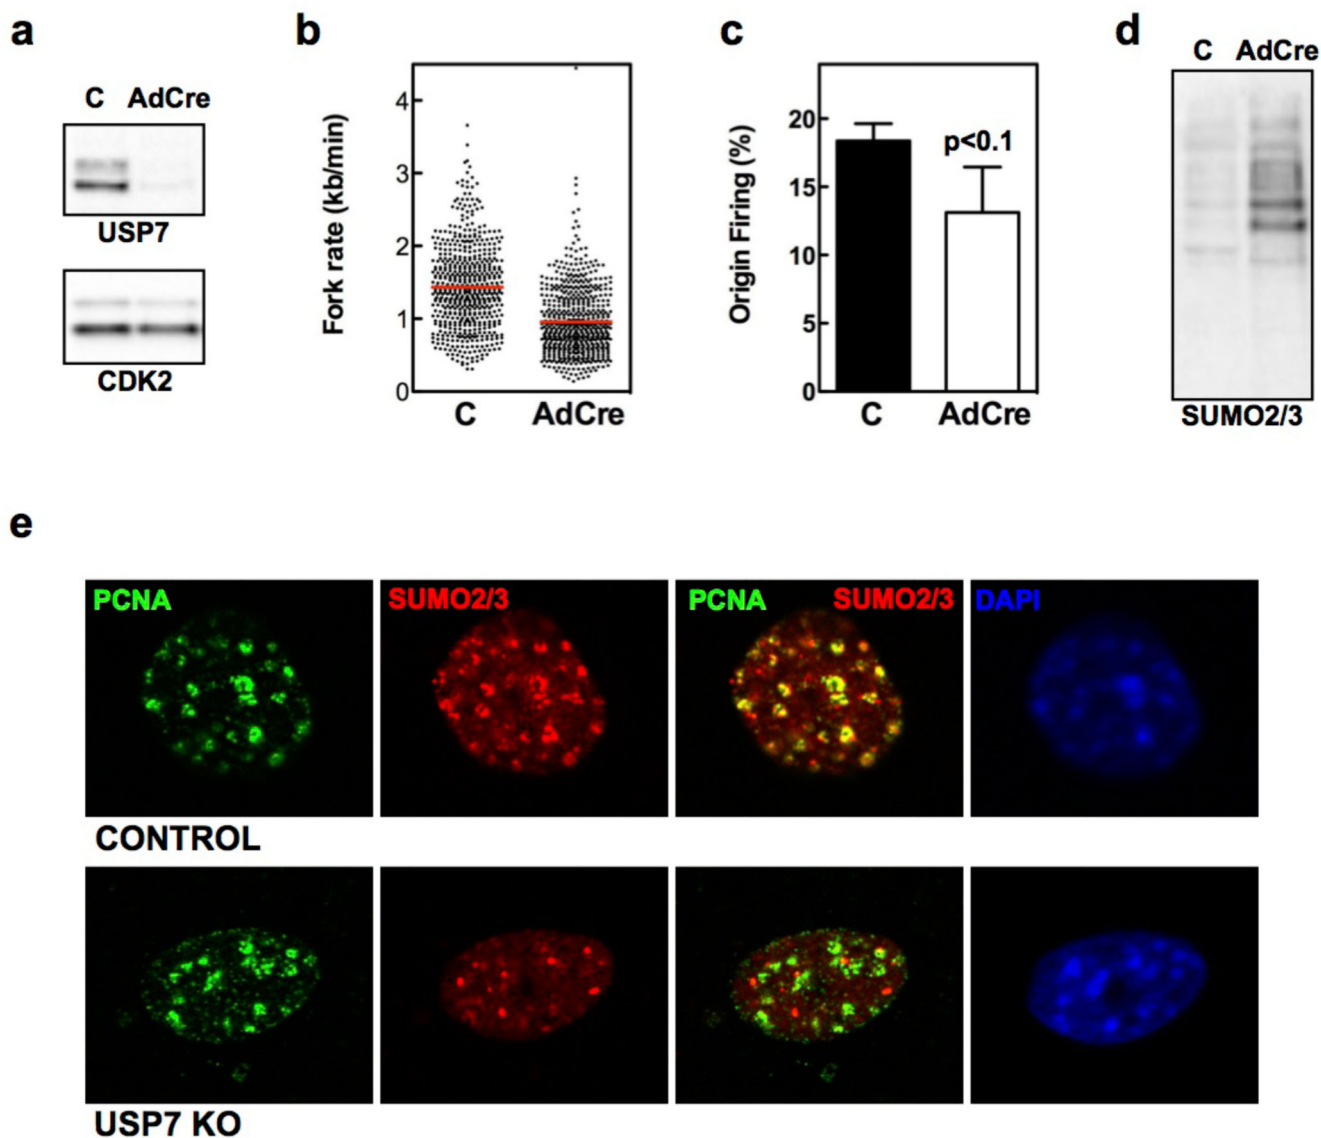 a
C AdCre
USP7
CDK2
b
Fork rate (kb/min)
4
3
2
1
0
C AdCre
c
Origin Firing (%)
20
15
10
5
0
p<0.1
C AdCre
d
C AdCre
SUMO2/3
e
PCNA SUMO2/3 PCNA SUMO2/3 DAPI
CONTROL
USP7 KO